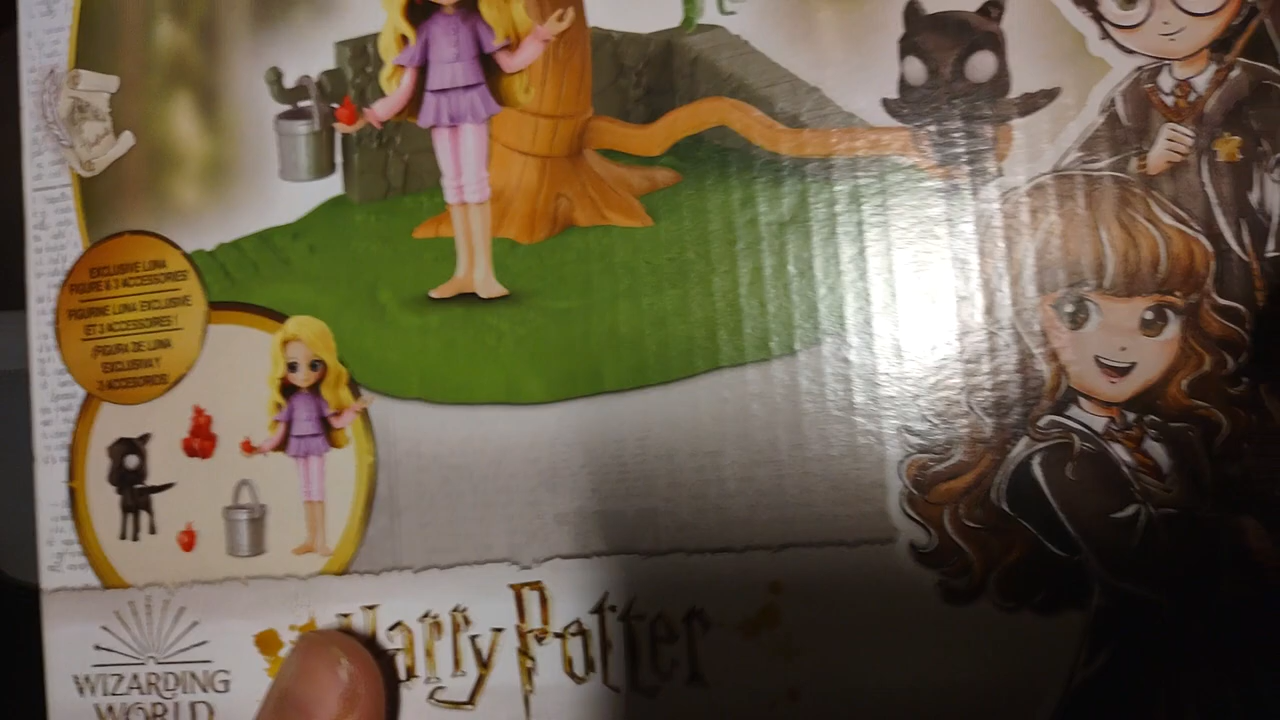 EXCLUSIVE LUNA
FIGURE & 3 ACCESSORIES!
FIGURINE LUNA EXCLUSIVE
ET 3 ACCESSOIRES !
¡FIGURA DE LUNA
EXCLUSIVA Y
3 ACCESORIOS!
WIZARDING
WORLD
Harry Potter